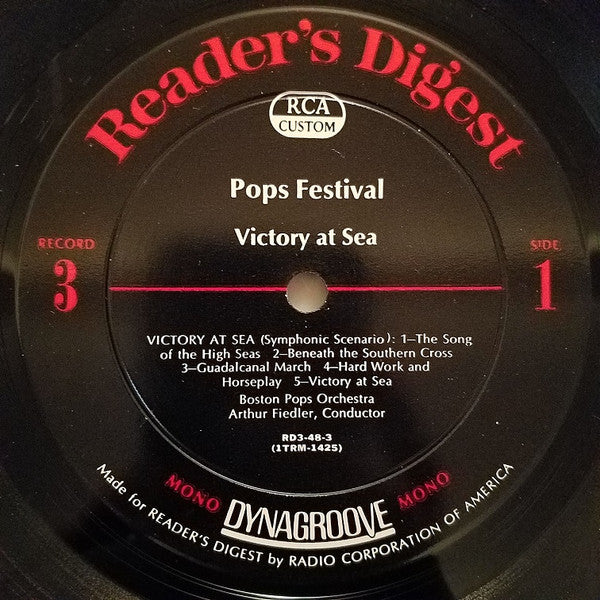 Reader's Digest
RCA
CUSTOM
Pops Festival
Victory at Sea
RECORD
3
SIDE
1
VICTORY AT SEA (Symphonic Scenario): 1—The Song
of the High Seas 2—Beneath the Southern Cross
3—Guadalcanal March 4—Hard Work and
Horseplay 5—Victory at Sea
Boston Pops Orchestra
Arthur Fiedler, Conductor
RD3-48-3
(1TRM-1425)
MONO DYNAGROOVE MONO
Made for READER'S DIGEST by RADIO CORPORATION OF AMERICA